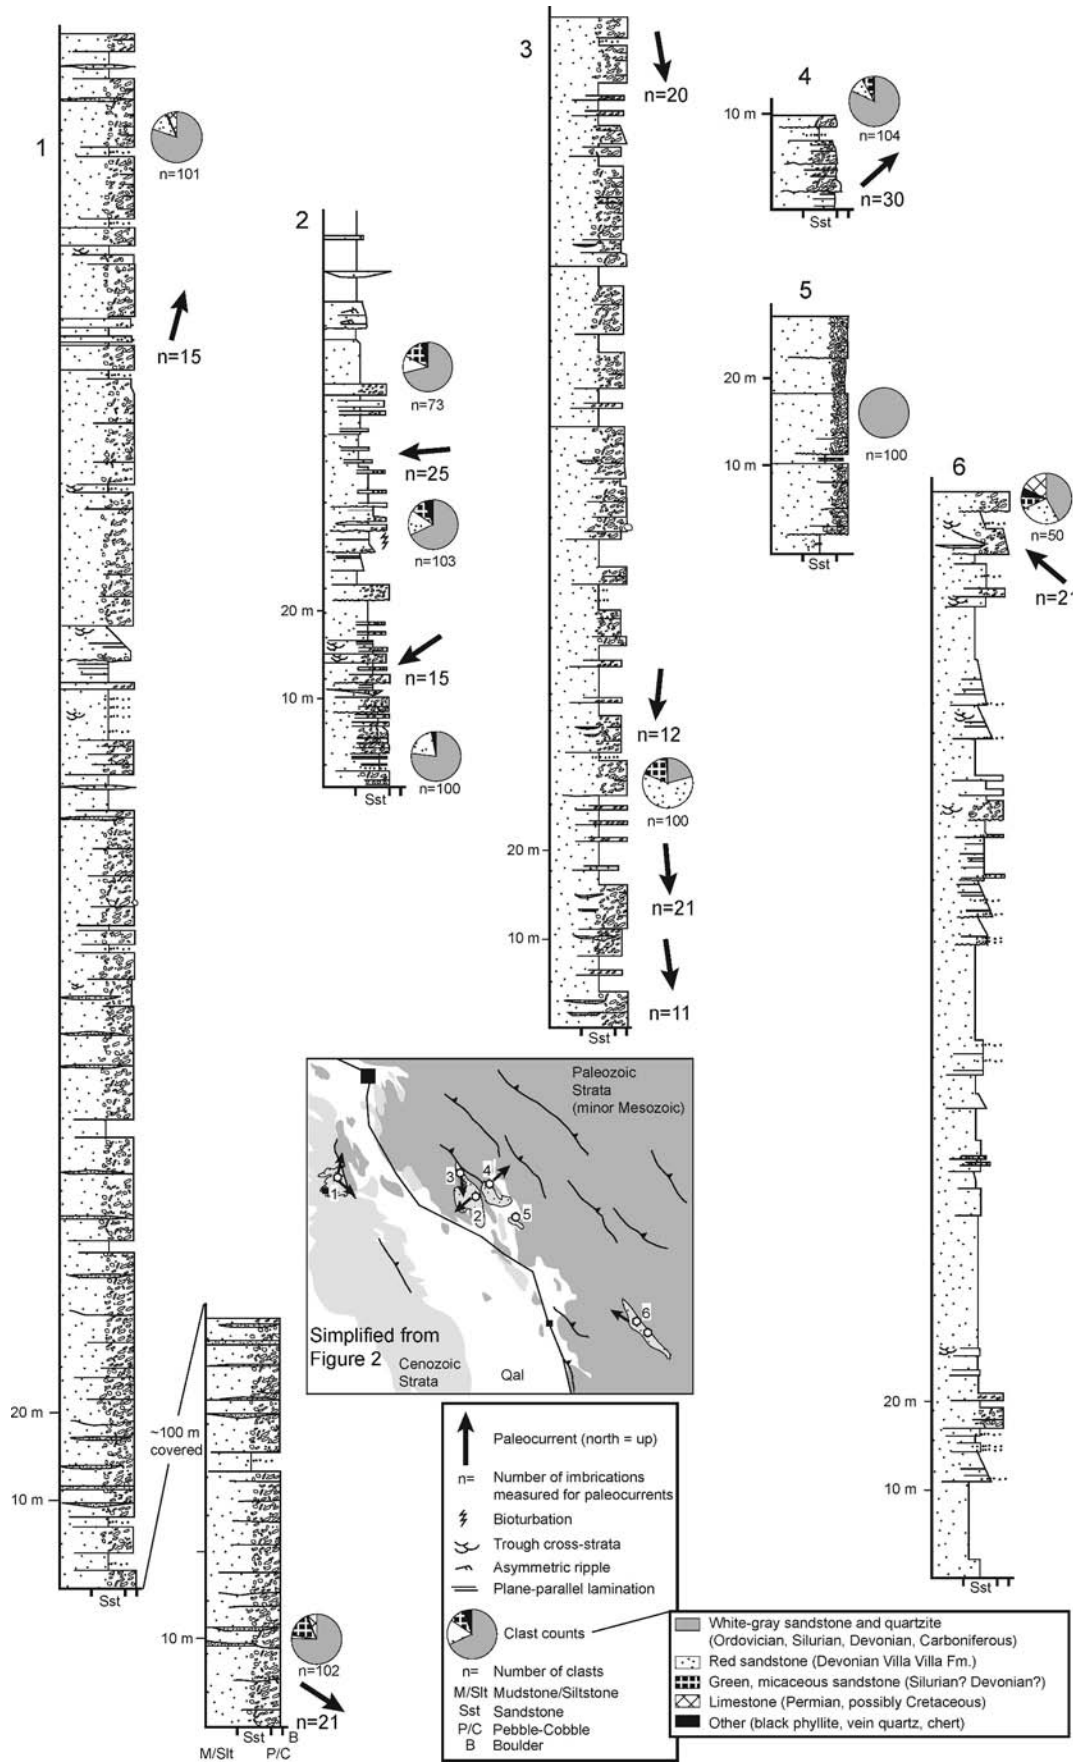 1
n=101
n=15
20 m
10 m
Sst
~100 m
covered
10 m
n=102
n=21
Sst
B
M/Slt
P/C
2
n=73
n=25
n=103
20 m
n=15
10 m
n=100
Sst
3
n=20
n=12
n=100
20 m
n=21
10 m
n=11
Sst
4
10 m
n=104
n=30
Sst
5
20 m
n=100
10 m
Sst
6
n=50
n=21
20 m
10 m
Sst
Paleozoic
Strata
(minor Mesozoic)
1
3
4
2
5
6
Simplified from
Figure 2
Cenozoic
Strata
Qal
Paleocurrent (north = up)
n= Number of imbrications
measured for paleocurrents
Bioturbation
Trough cross-strata
Asymmetric ripple
Plane-parallel lamination
Clast counts
n= Number of clasts
M/Slt Mudstone/Siltstone
Sst Sandstone
P/C Pebble-Cobble
B Boulder
White-gray sandstone and quartzite
(Ordovician, Silurian, Devonian, Carboniferous)
Red sandstone (Devonian Villa Villa Fm.)
Green, micaceous sandstone (Silurian? Devonian?)
Limestone (Permian, possibly Cretaceous)
Other (black phyllite, vein quartz, chert)